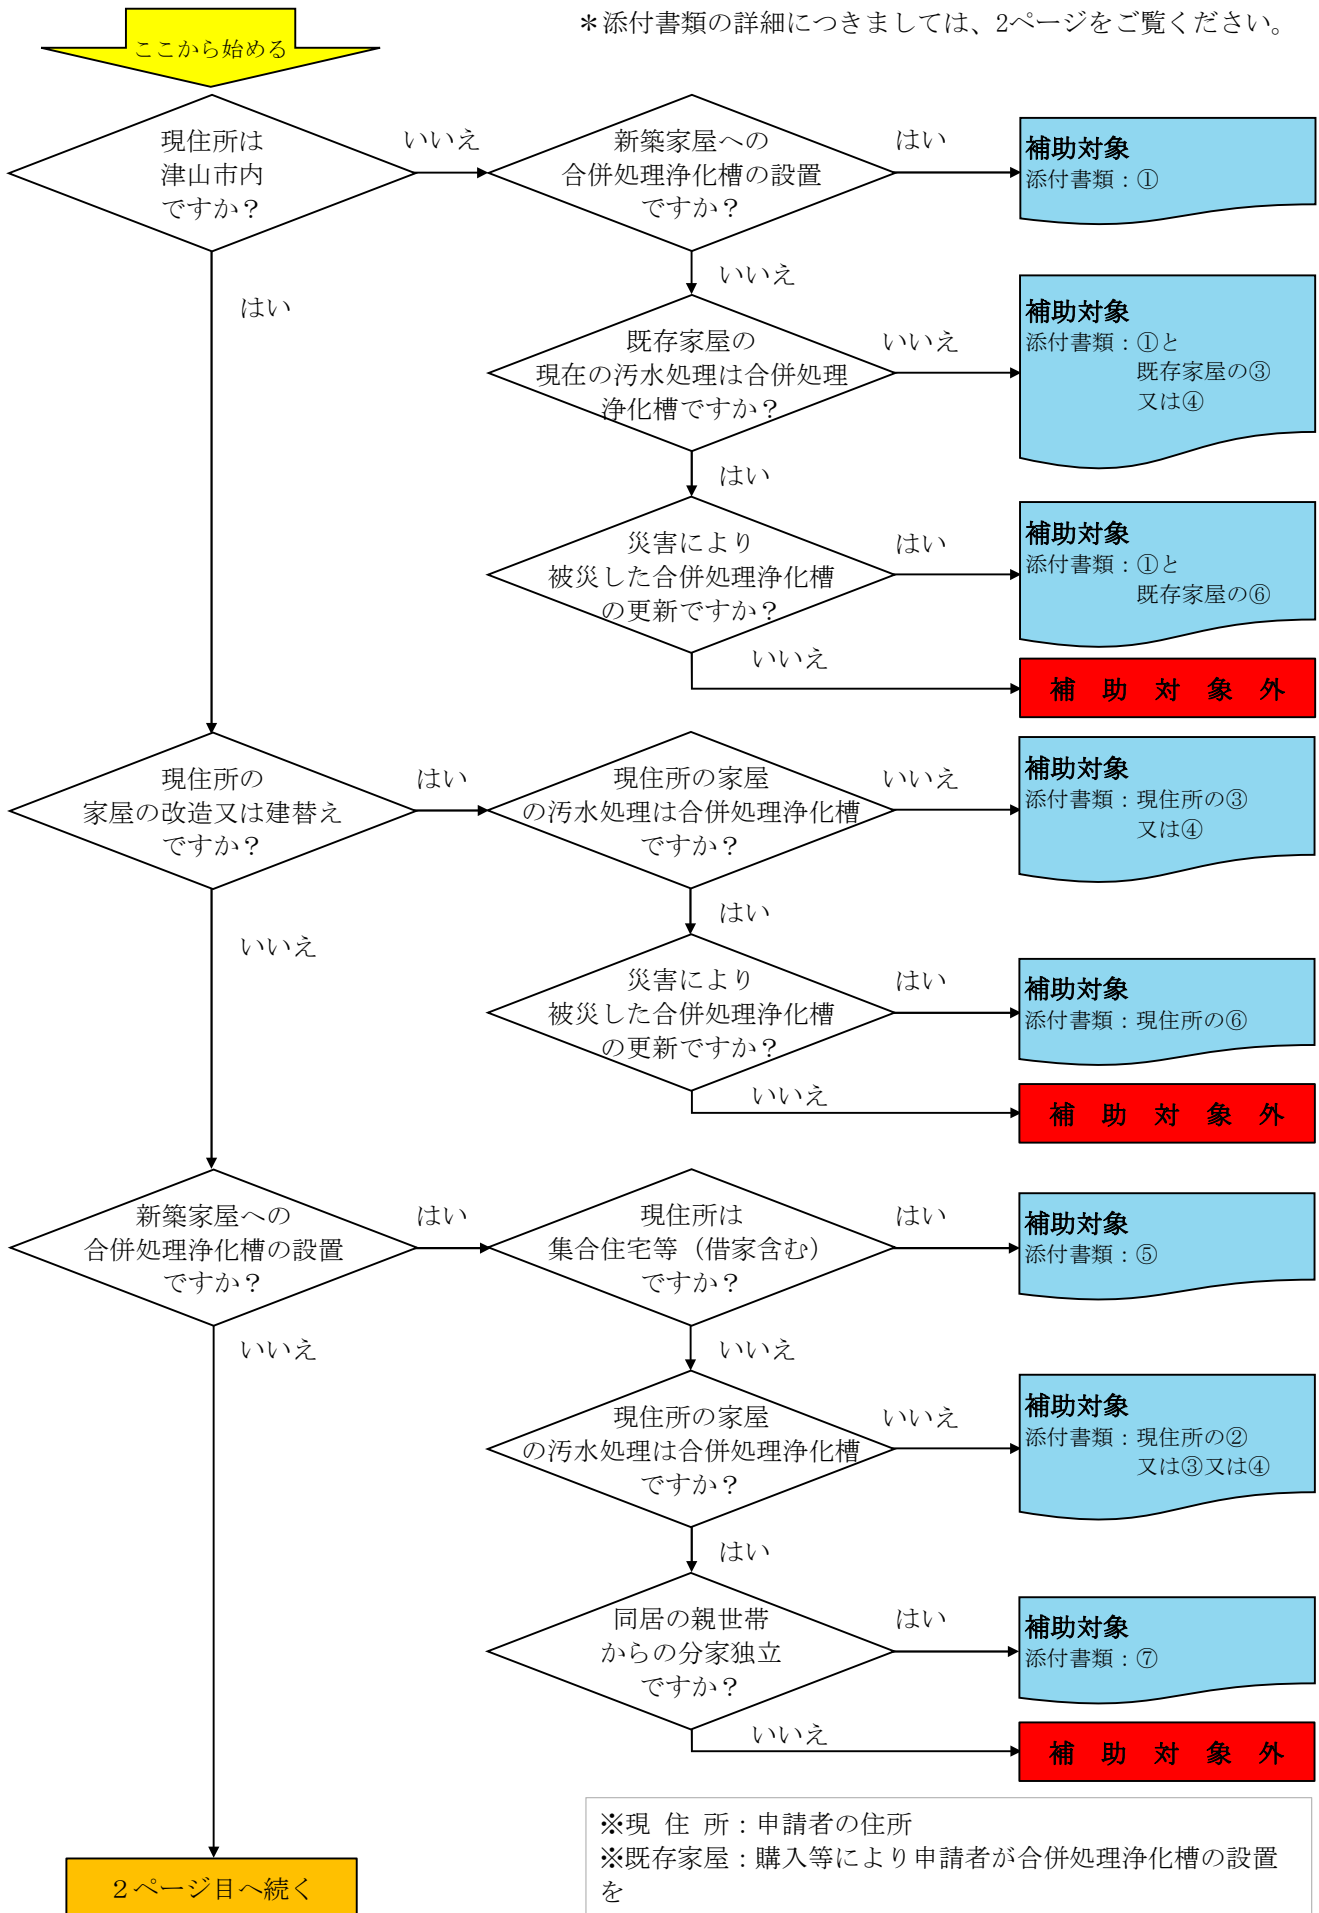 *添付書類の詳細につきましては、2ページをご覧ください。
ここから始める
現住所は
津山市内
ですか?
いいえ
新築家屋への
合併処理浄化槽の設置
ですか?
はい
補助対象
添付書類:①
いいえ
はい
既存家屋の
現在の汚水処理は合併処理
浄化槽ですか?
いいえ
補助対象
添付書類:①と
既存家屋の③
又は④
はい
災害により
被災した合併処理浄化槽
の更新ですか?
はい
補助対象
添付書類:①と
既存家屋の⑥
いいえ
補 助 対 象 外
現住所の
家屋の改造又は建替え
ですか?
はい
現住所の家屋
の汚水処理は合併処理浄化槽
ですか?
いいえ
補助対象
添付書類:現住所の③
又は④
はい
いいえ
災害により
被災した合併処理浄化槽
の更新ですか?
はい
補助対象
添付書類:現住所の⑥
いいえ
補 助 対 象 外
新築家屋への
合併処理浄化槽の設置
ですか?
はい
現住所は
集合住宅等(借家含む)
ですか?
はい
補助対象
添付書類:⑤
いいえ
いいえ
現住所の家屋
の汚水処理は合併処理浄化槽
ですか?
いいえ
補助対象
添付書類:現住所の②
又は③又は④
はい
同居の親世帯
からの分家独立
ですか?
はい
補助対象
添付書類:⑦
いいえ
補 助 対 象 外
※現 住 所:申請者の住所
※既存家屋:購入等により申請者が合併処理浄化槽の設置
を
2ページ目へ続く